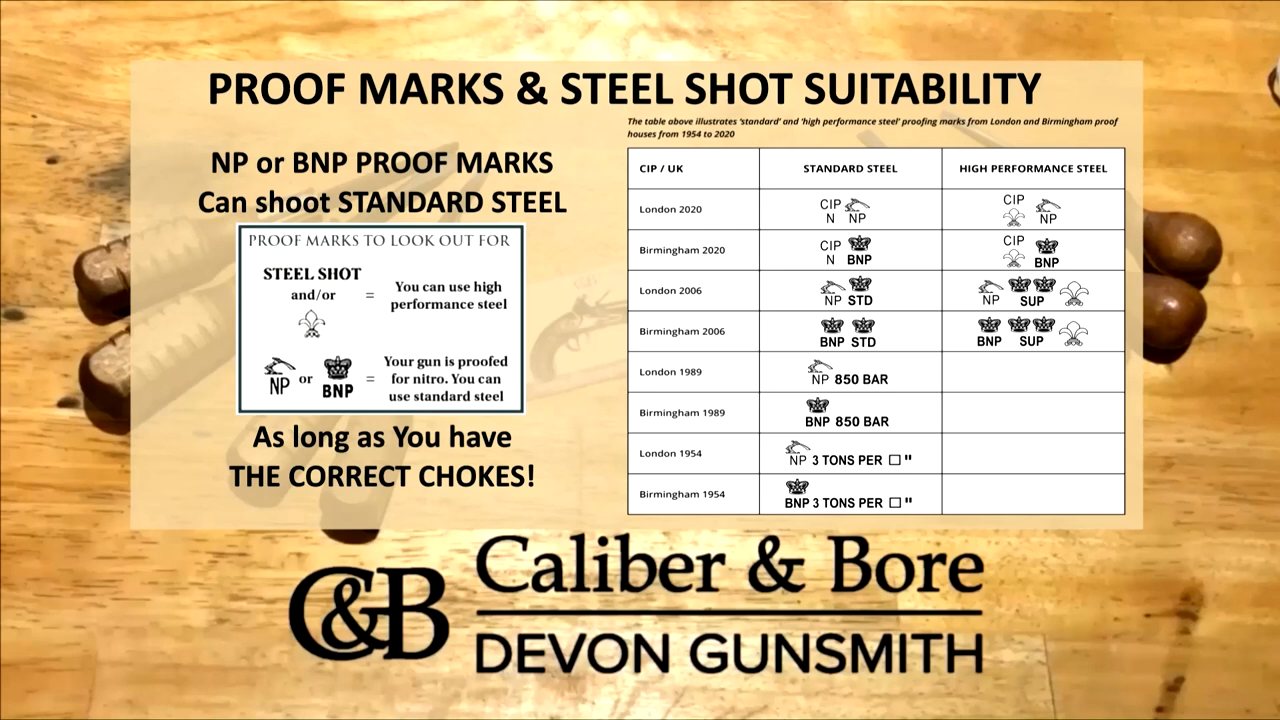 PROOF MARKS & STEEL SHOT SUITABILITY
The table above illustrates 'standard' and 'high performance steel' proofing marks from London and Birmingham proof
houses from 1954 to 2020
NP or BNP PROOF MARKS
Can shoot STANDARD STEEL
PROOF MARKS TO LOOK OUT FOR
STEEL SHOT
and/or
=
You can use high
performance steel
NP or BNP
=
Your gun is proofed
for nitro. You can
use standard steel
As long as You have
THE CORRECT CHOKES!
CIP / UK STANDARD STEEL HIGH PERFORMANCE STEEL
London 2020 CIP N NP CIP NP
Birmingham 2020 CIP N BNP CIP BNP
London 2006 NP STD NP SUP
Birmingham 2006 BNP STD BNP SUP
London 1989 NP 850 BAR
Birmingham 1989 BNP 850 BAR
London 1954 NP 3 TONS PER □ "
Birmingham 1954 BNP 3 TONS PER □ "
C&B
Caliber & Bore
DEVON GUNSMITH